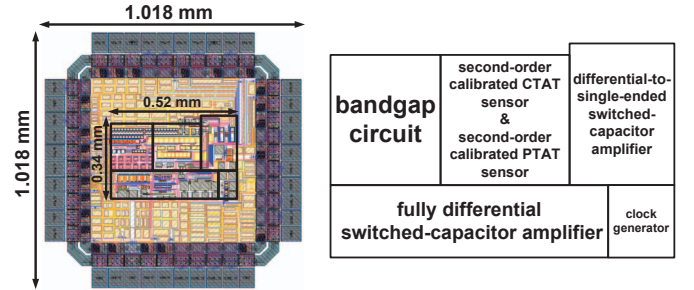 1.018 mm
1.018 mm
0.52 mm
0.34 mm
bandgap
circuit
second-order
calibrated CTAT
sensor
&
second-order
calibrated PTAT
sensor
differential-to-
single-ended
switched-
capacitor
amplifier
fully differential
switched-capacitor amplifier
clock
generator